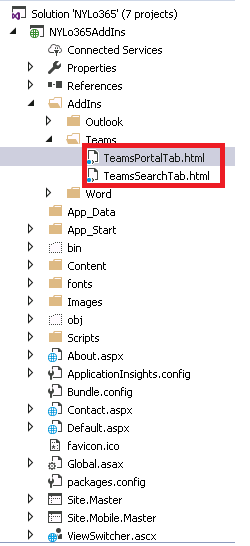 Solution 'NYLo365' (7 projects)
NYLo365AddIns
Connected Services
Properties
References
AddIns
Outlook
Teams
TeamsPortalTab.html
TeamsSearchTab.html
Word
App_Data
App_Start
bin
Content
fonts
Images
obj
Scripts
About.aspx
ApplicationInsights.config
Bundle.config
Contact.aspx
Default.aspx
favicon.ico
Global.asax
packages.config
Site.Master
Site.Mobile.Master
ViewSwitcher.ascx